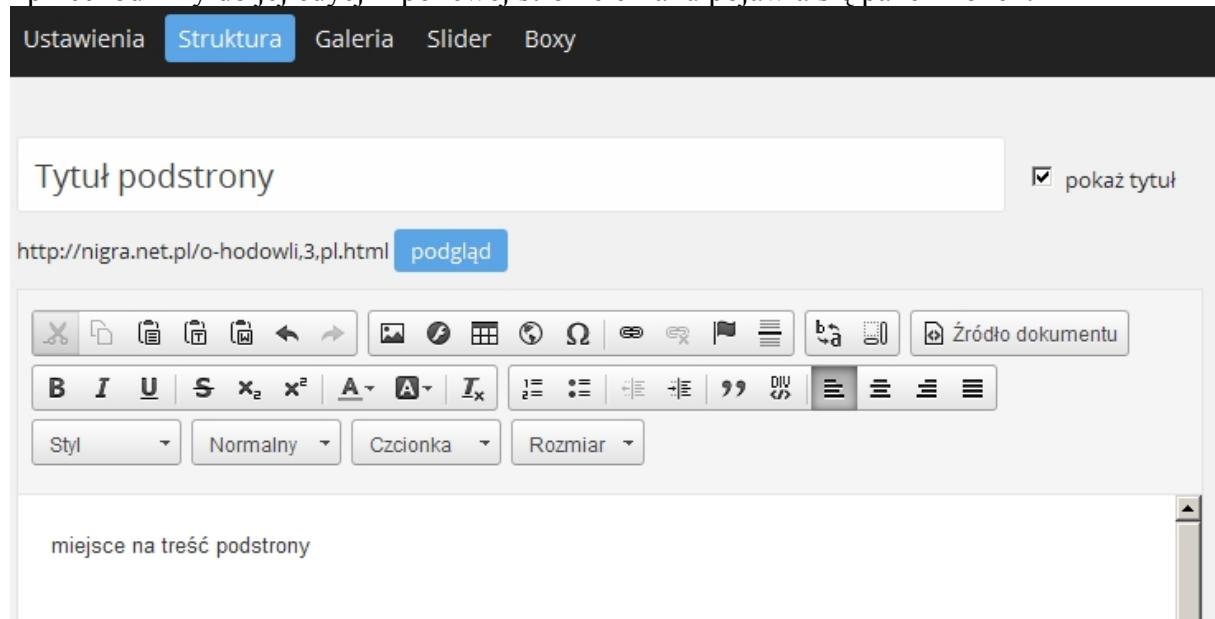 Ustawienia Struktura Galeria Slider Boxy
Tytuł podstrony
pokaż tytuł
http://nigra.net.pl/o-hodowli,3,pl.html podgląd
Źródło dokumentu
Styl Normalny Czcionka Rozmiar
miejsce na treść podstrony